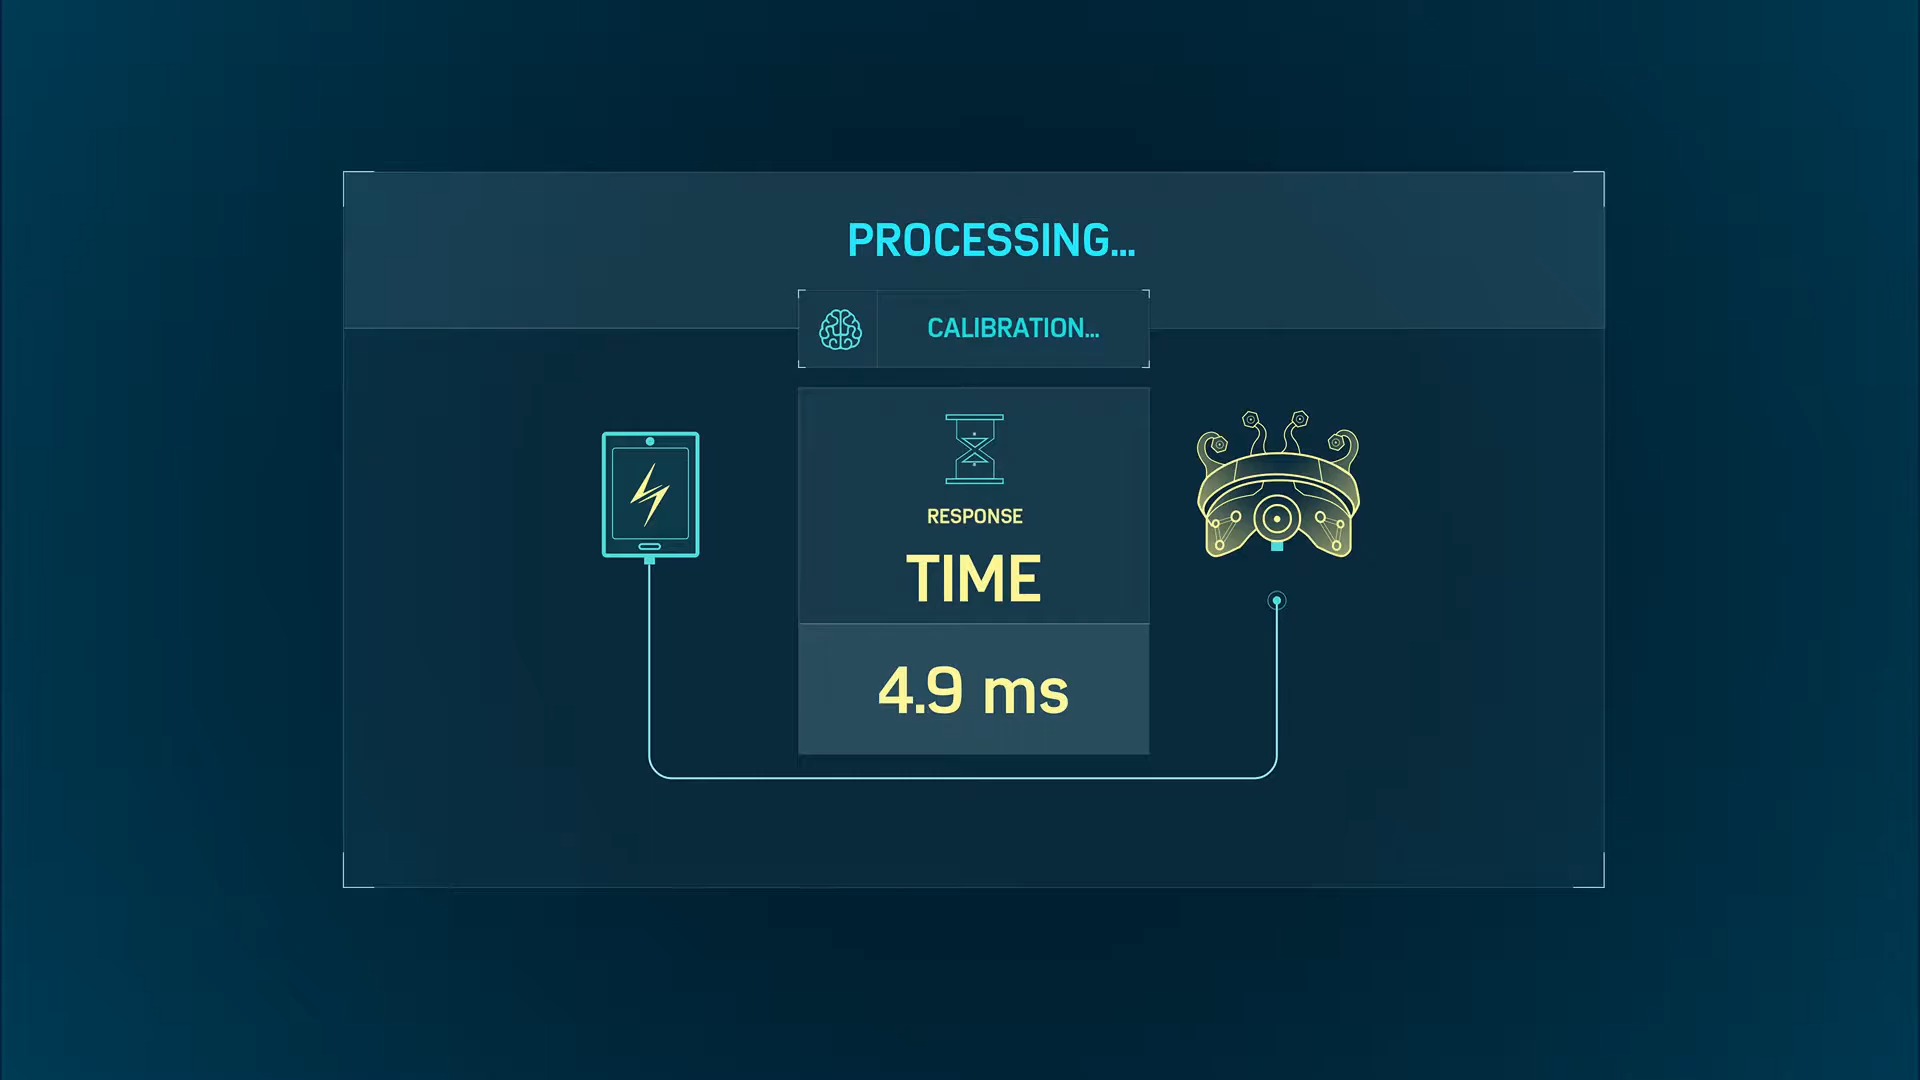 PROCESSING...
CALIBRATION...
RESPONSE
TIME
4.9 ms